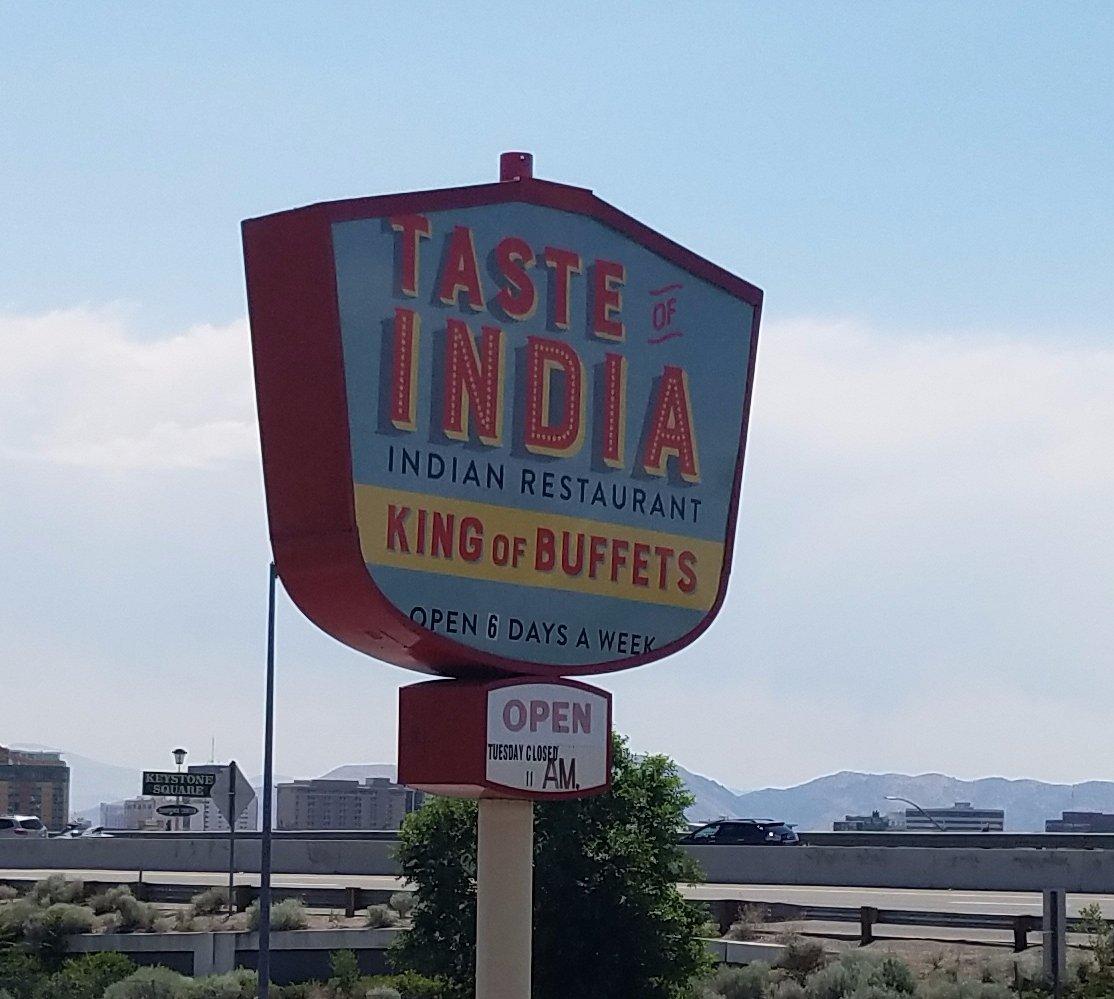 TASTE OF
INDIA
INDIAN RESTAURANT
KING OF BUFFETS
OPEN 6 DAYS A WEEK
OPEN
TUESDAY CLOSED
11 AM.
KEYSTONE
SQUARE